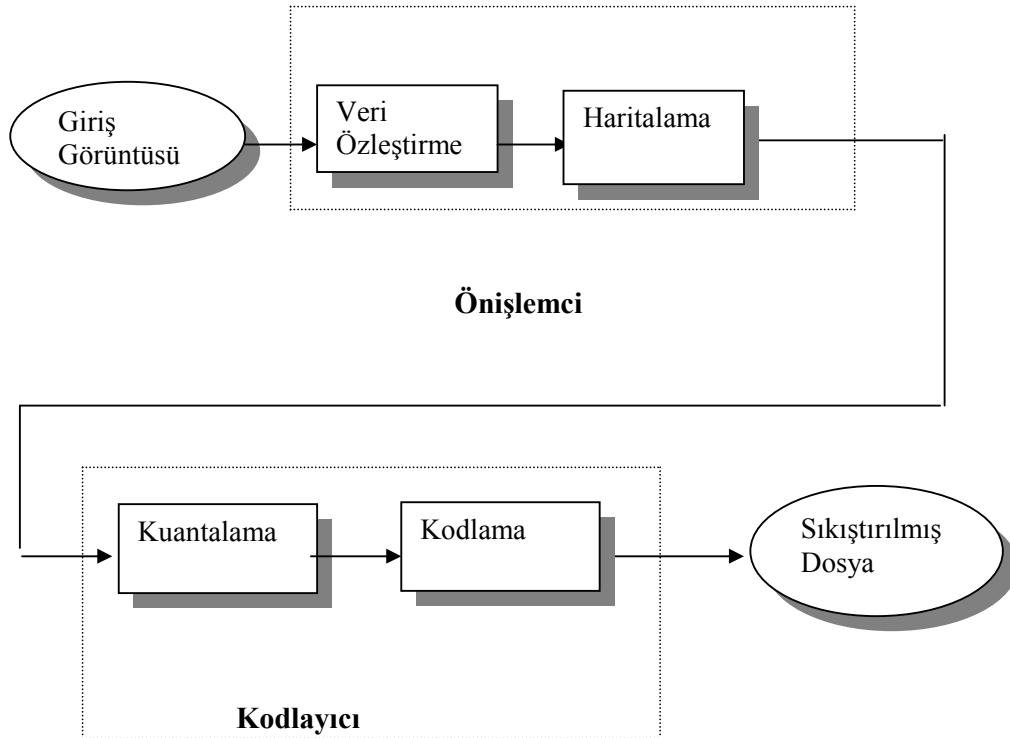 Giriş
Görüntüsü
Veri
Özleştirme
Haritalama
Önişlemci
Kuantalama
Kodlama
Sıkıştırılmış
Dosya
Kodlayıcı